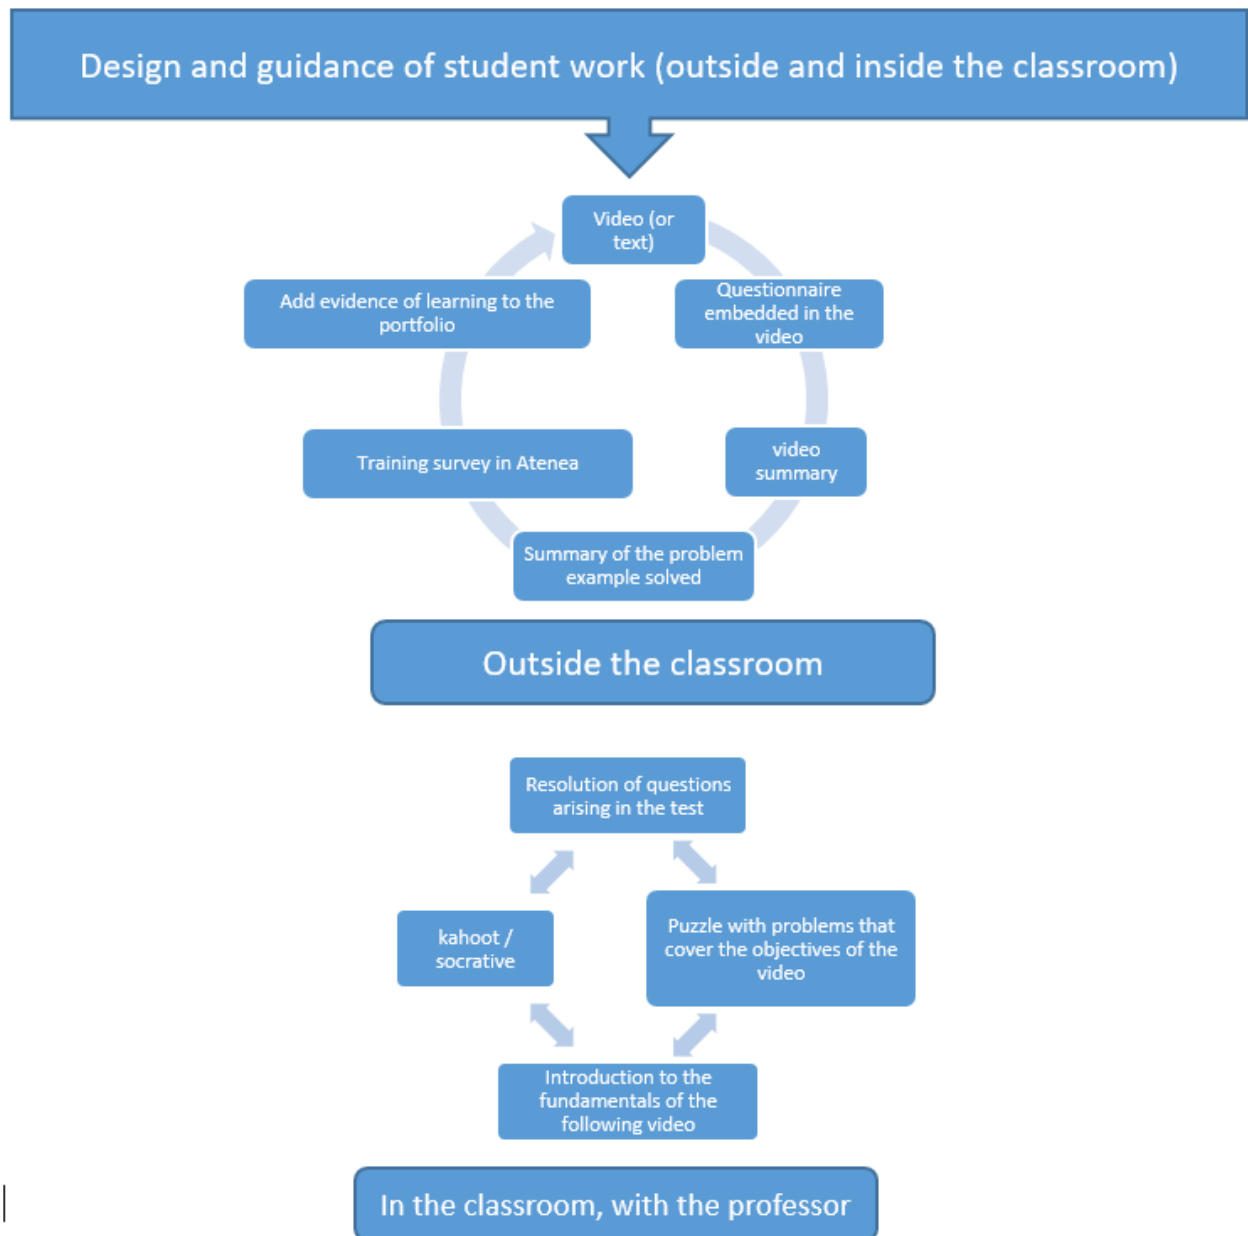 Design and guidance of student work (outside and inside the classroom)
Video (or
text)
Questionnaire
embedded in the
video
video
summary
Summary of the problem
example solved
Training survey in Atenea
Add evidence of learning to the
portfolio
Outside the classroom
Resolution of questions
arising in the test
Puzzle with problems that
cover the objectives of the
video
Introduction to the
fundamentals of the
following video
kahoot /
socrative
In the classroom, with the professor